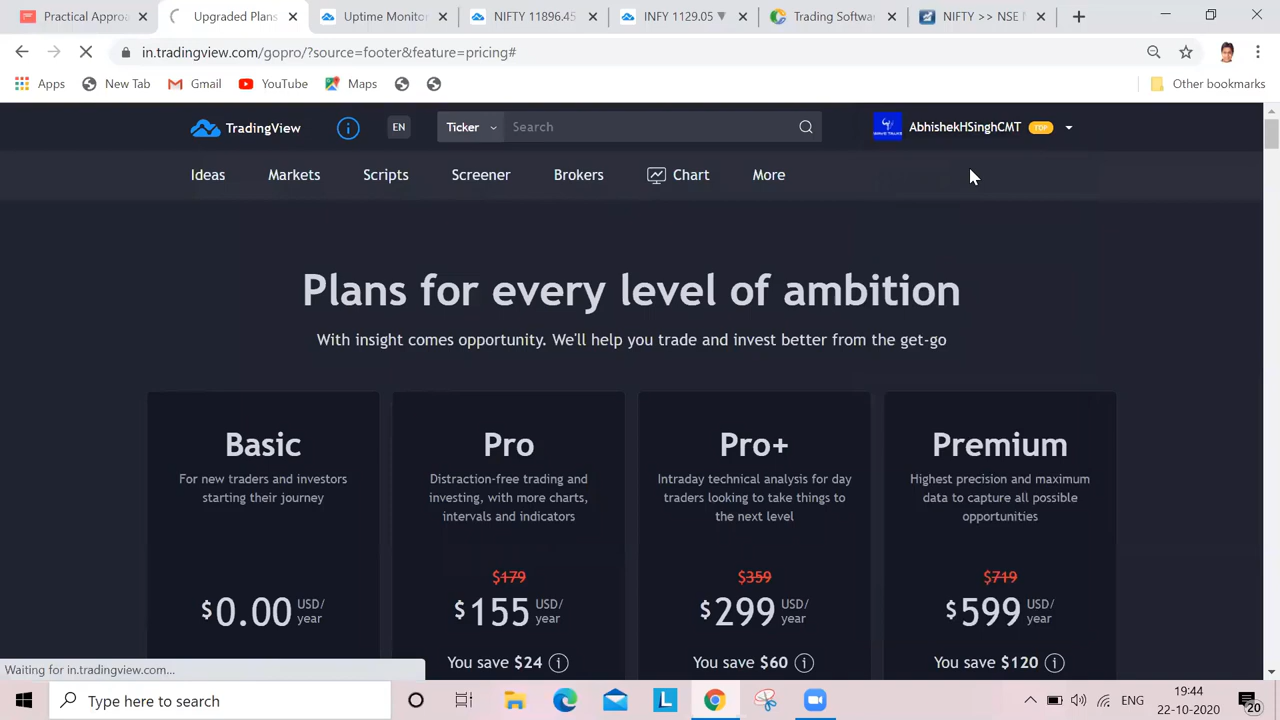 Practical Approa
Upgraded Plans
Uptime Monitor
NIFTY 11896.45
INFY 1129.05 ▼
Trading Softwa
NIFTY >> NSE
in.tradingview.com/gopro/?source=footer&feature=pricing#
Apps
New Tab
Gmail
YouTube
Maps
Other bookmarks
TradingView
EN
Ticker
Search
AbhishekHSinghCMT
TOP
Ideas
Markets
Scripts
Screener
Brokers
Chart
More
Plans for every level of ambition
With insight comes opportunity. We'll help you trade and invest better from the get-go
Basic
For new traders and investors
starting their journey
$0.00 USD/
year
Pro
Distraction-free trading and
investing, with more charts,
intervals and indicators
$179
$155 USD/
year
You save $24
Pro+
Intraday technical analysis for day
traders looking to take things to
the next level
$359
$299 USD/
year
You save $60
Premium
Highest precision and maximum
data to capture all possible
opportunities
$719
$599 USD/
year
You save $120
Waiting for in.tradingview.com...
Type here to search
ENG
19:44
22-10-2020
20